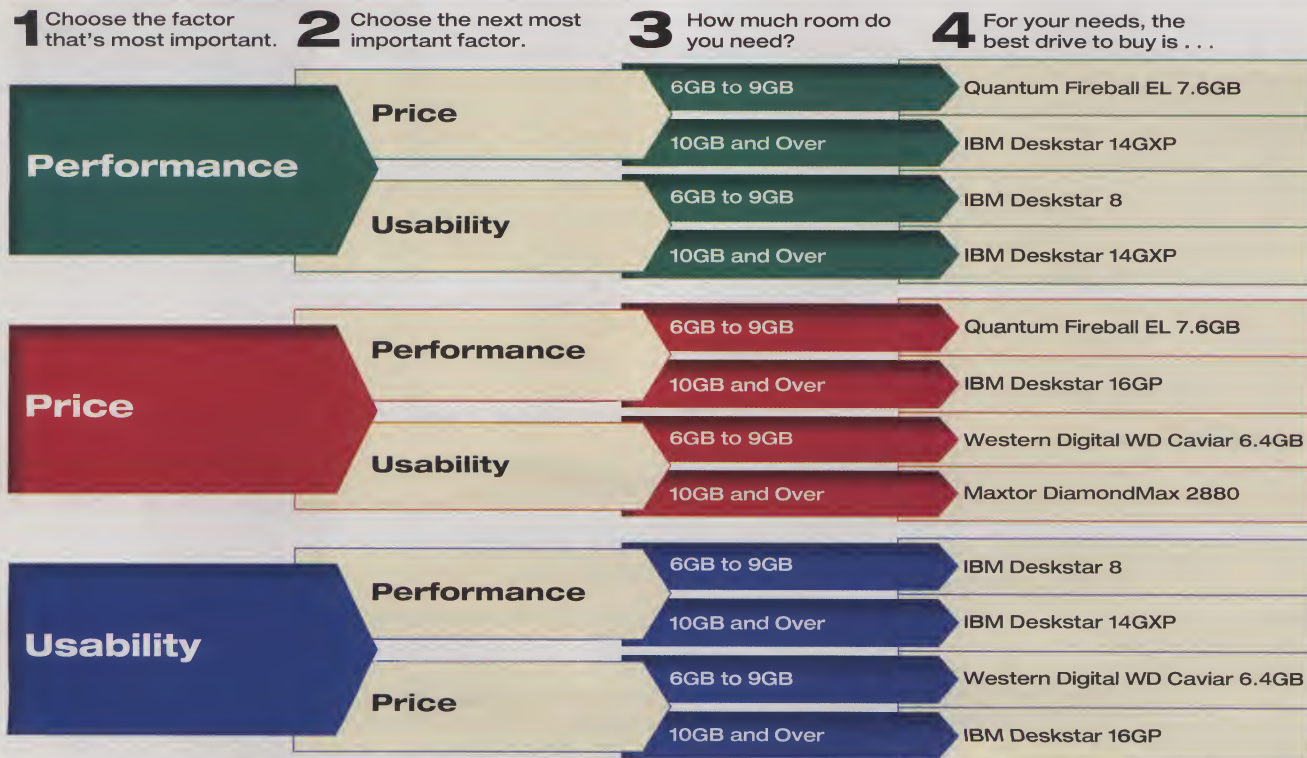 1 Choose the factor
that's most important.
2 Choose the next most
important factor.
3 How much room do
you need?
4 For your needs, the
best drive to buy is . . .
Performance
Price
6GB to 9GB
Quantum Fireball EL 7.6GB
10GB and Over
IBM Deskstar 14GXP
Usability
6GB to 9GB
IBM Deskstar 8
10GB and Over
IBM Deskstar 14GXP
Price
Performance
6GB to 9GB
Quantum Fireball EL 7.6GB
10GB and Over
IBM Deskstar 16GP
Usability
6GB to 9GB
Western Digital WD Caviar 6.4GB
10GB and Over
Maxtor DiamondMax 2880
Usability
Performance
6GB to 9GB
IBM Deskstar 8
10GB and Over
IBM Deskstar 14GXP
Price
6GB to 9GB
Western Digital WD Caviar 6.4GB
10GB and Over
IBM Deskstar 16GP